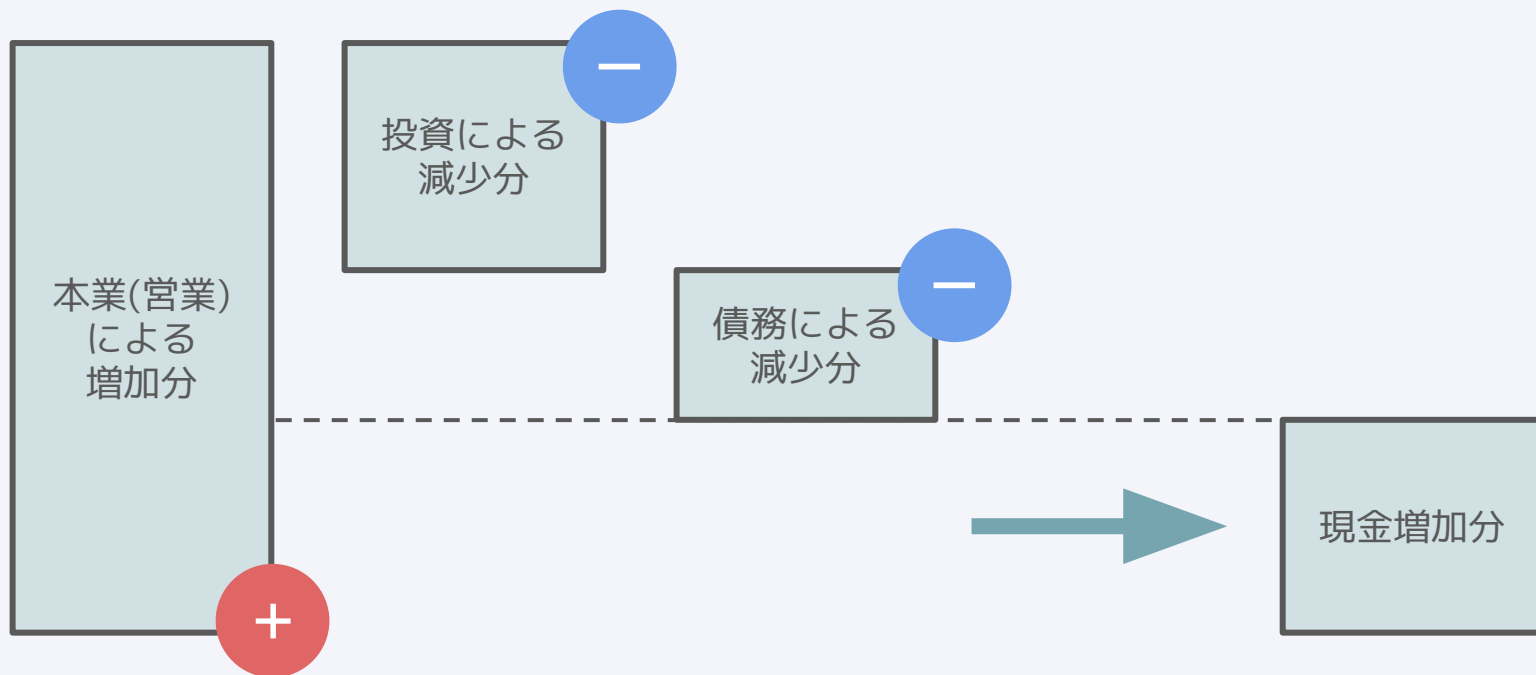 本業(営業)
による
増加分
+
投資による
減少分
−
債務による
減少分
−
現金増加分